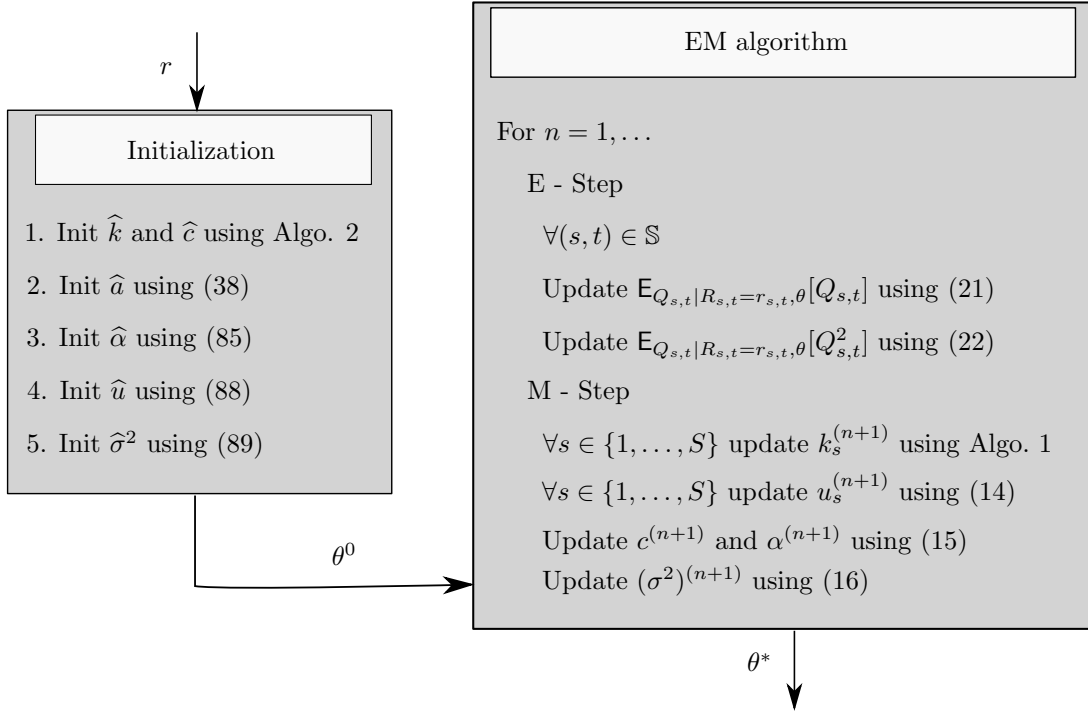 r
Initialization
1. Init k̂ and ĉ using Algo. 2
2. Init â using (38)
3. Init α̂ using (85)
4. Init û using (88)
5. Init σ̂² using (89)
θ⁰
EM algorithm
For n = 1, …
E - Step
∀(s, t) ∈ 𝕊
Update E_{Q_{s,t}|R_{s,t}=r_{s,t},θ}[Q_{s,t}] using (21)
Update E_{Q_{s,t}|R_{s,t}=r_{s,t},θ}[Q²_{s,t}] using (22)
M - Step
∀s ∈ {1, …, S} update k_s^{(n+1)} using Algo. 1
∀s ∈ {1, …, S} update u_s^{(n+1)} using (14)
Update c^{(n+1)} and α^{(n+1)} using (15)
Update (σ²)^{(n+1)} using (16)
θ*